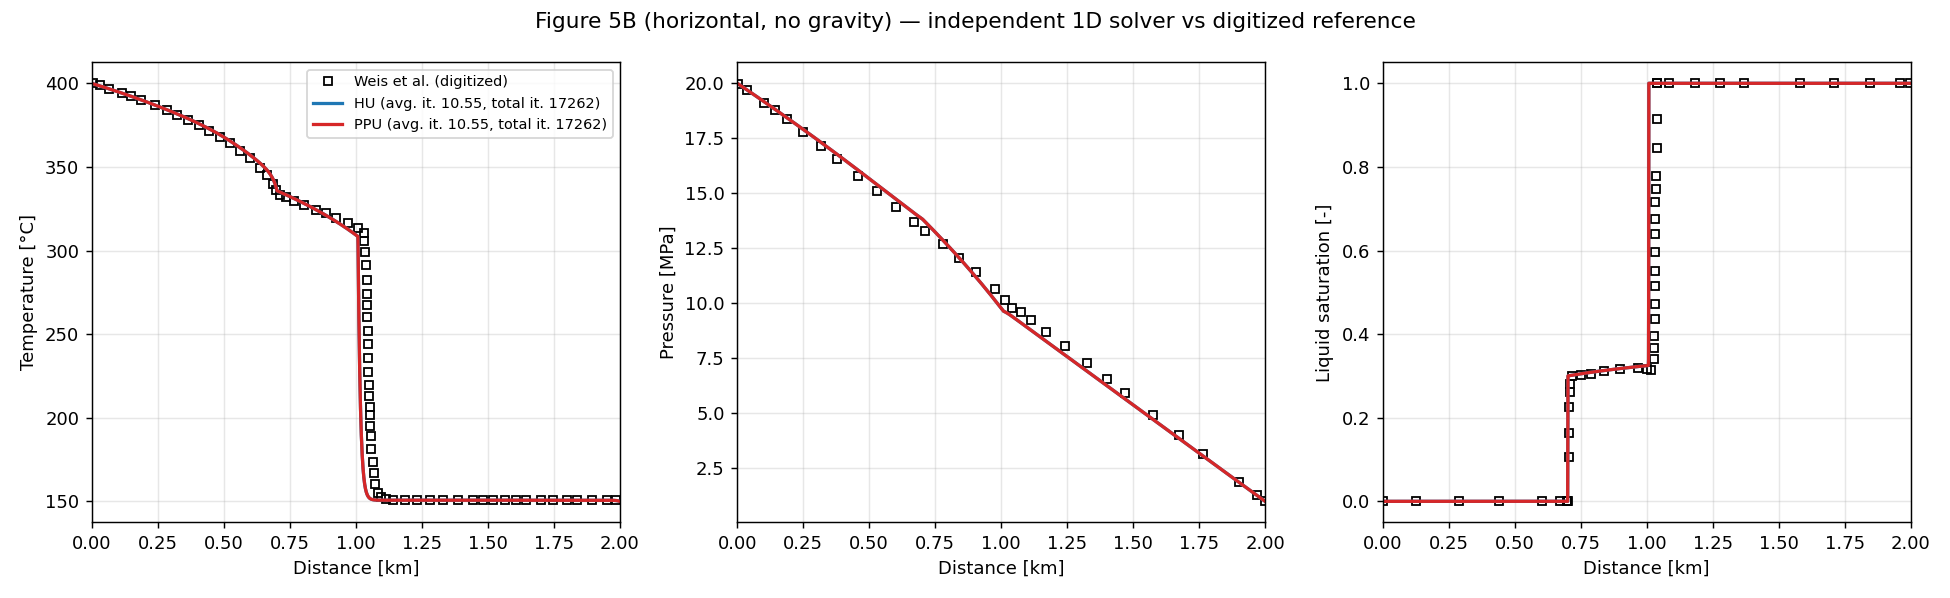 Figure 5B (horizontal, no gravity) — independent 1D solver vs digitized reference
Temperature [°C]
400
350
300
250
200
150
Weis et al. (digitized)
HU (avg. it. 10.55, total it. 17262)
PPU (avg. it. 10.55, total it. 17262)
0.00 0.25 0.50 0.75 1.00 1.25 1.50 1.75 2.00
Distance [km]
Pressure [MPa]
20.0
17.5
15.0
12.5
10.0
7.5
5.0
2.5
0.00 0.25 0.50 0.75 1.00 1.25 1.50 1.75 2.00
Distance [km]
Liquid saturation [-]
1.0
0.8
0.6
0.4
0.2
0.0
0.00 0.25 0.50 0.75 1.00 1.25 1.50 1.75 2.00
Distance [km]